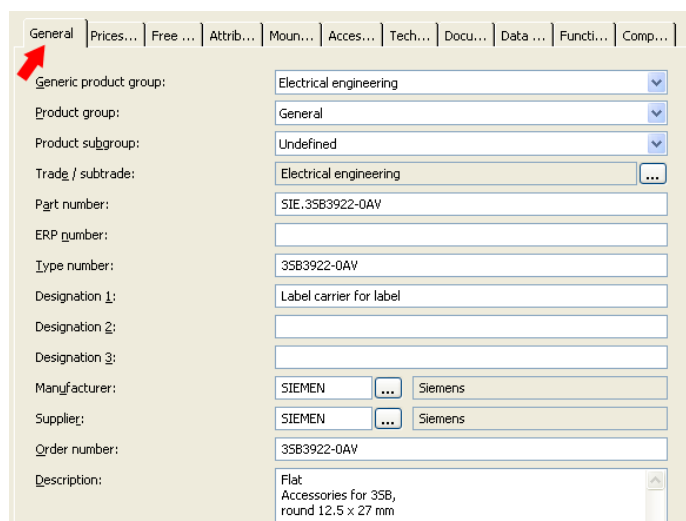 General Prices... Free ... Attrib... Moun... Acces... Tech... Docu... Data ... Functi... Comp...
Generic product group: Electrical engineering
Product group: General
Product subgroup: Undefined
Trade / subtrade: Electrical engineering ...
Part number: SIE.3SB3922-0AV
ERP number:
Type number: 3SB3922-0AV
Designation 1: Label carrier for label
Designation 2:
Designation 3:
Manufacturer: SIEMEN ... Siemens
Supplier: SIEMEN ... Siemens
Order number: 3SB3922-0AV
Description: Flat
Accessories for 3SB,
round 12.5 x 27 mm